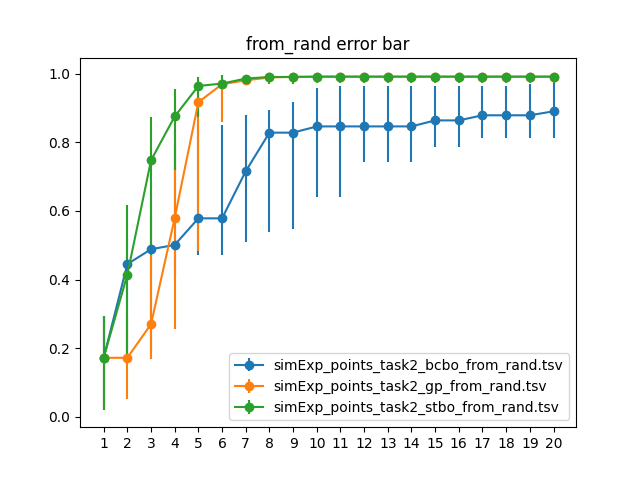 from_rand error bar
1.0
0.8
0.6
0.4
0.2
0.0
simExp_points_task2_bcbo_from_rand.tsv
simExp_points_task2_gp_from_rand.tsv
simExp_points_task2_stbo_from_rand.tsv
1 2 3 4 5 6 7 8 9 10 11 12 13 14 15 16 17 18 19 20